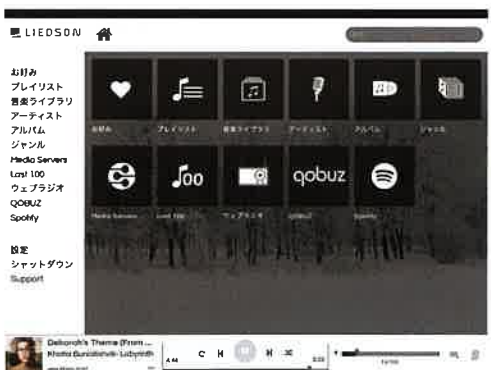 LIEDSON
お好み
プレイリスト
音楽ライブラリ
アーティスト
アルバム
ジャンル
Media Servers
Last 100
ウェブラジオ
QOBUZ
Spotify
設定
シャットダウン
Support
お好み
プレイリスト
音楽ライブラリ
アーティスト
アルバム
ジャンル
00
qobuz
Media Servers
Last 100
ウェブラジオ
QOBUZ
Spotify
Deborah's Theme (From ...
Khatia Buniatishvili - Labyrinth